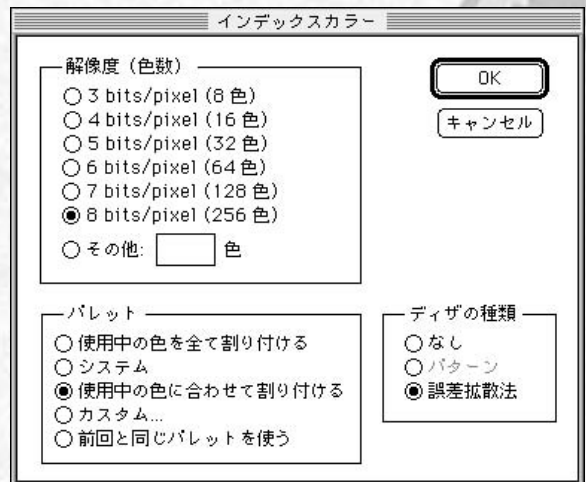 インデックスカラー
解像度（色数）
3 bits/pixel (8 色)
4 bits/pixel (16 色)
5 bits/pixel (32 色)
6 bits/pixel (64 色)
7 bits/pixel (128 色)
8 bits/pixel (256 色)
その他: 色
OK
キャンセル
パレット
使用中の色を全て割り付ける
システム
使用中の色に合わせて割り付ける
カスタム...
前回と同じパレットを使う
ディザの種類
なし
パターン
誤差拡散法